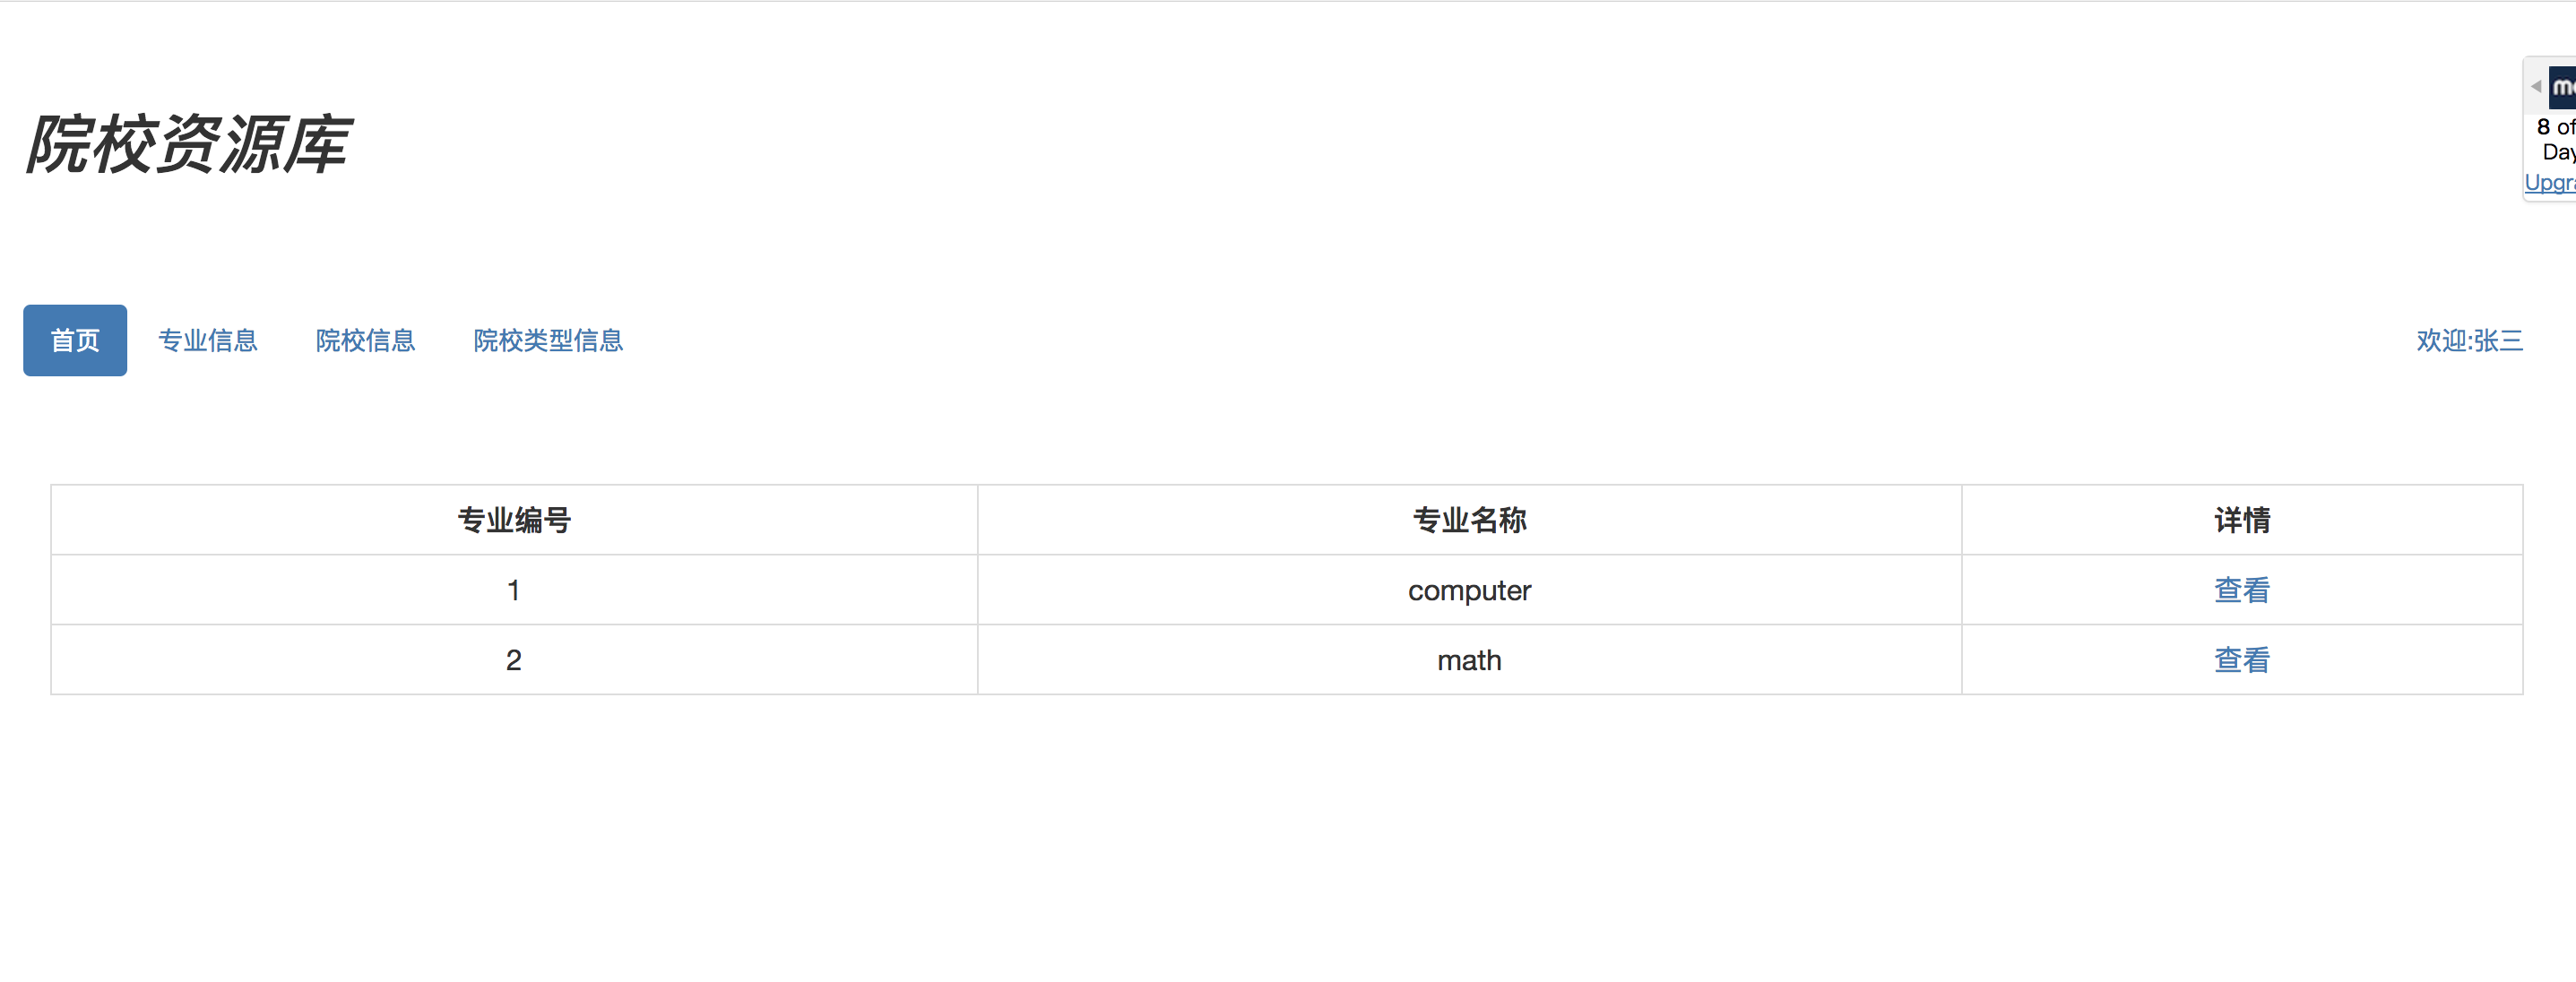 院校资源库
8 of
Upgra
首页 专业信息 院校信息 院校类型信息 欢迎:张三
专业编号 专业名称 详情
1 computer 查看
2 math 查看